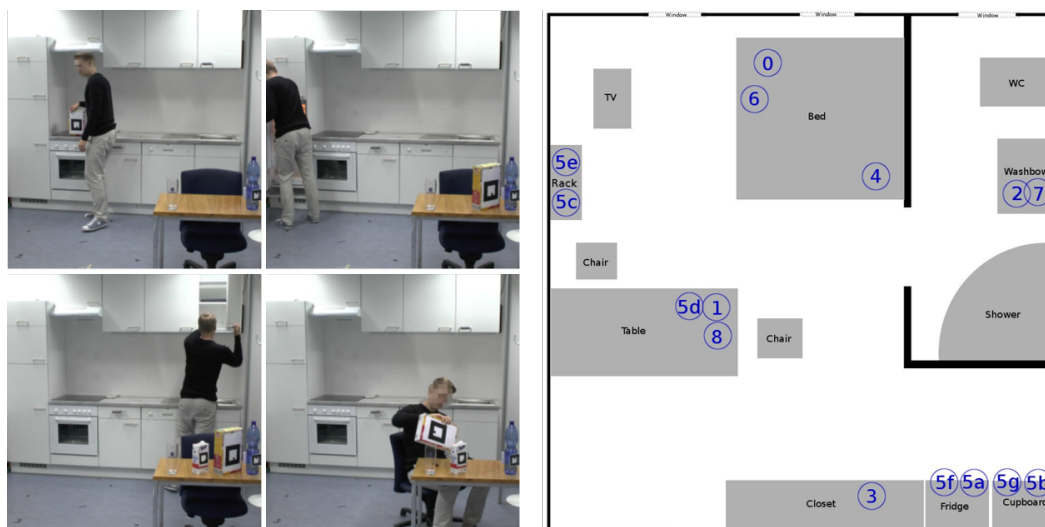 Window
Window
Window
0
TV
6
WC
Bed
5e
Rack
5c
4
Washbow
2
7
Chair
5d
1
Table
8
Chair
Shower
3
Closet
5f
5a
Fridge
5g
5b
Cupboard